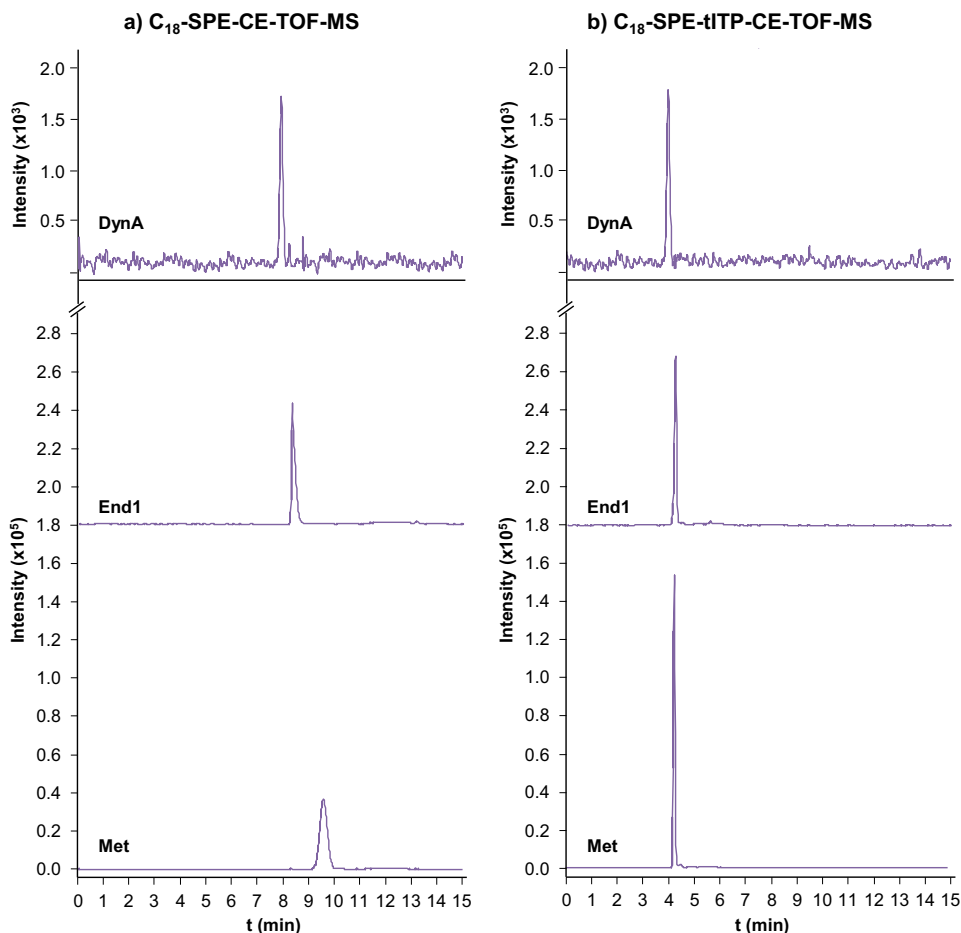 a) C₁₈-SPE-CE-TOF-MS
2.0
1.5
1.0
0.5
Intensity (x10³)
DynA
2.8
2.6
2.4
2.2
2.0
1.8
1.6
1.4
1.2
1.0
0.8
0.6
0.4
0.2
0.0
Intensity (x10⁵)
End1
Met
0 1 2 3 4 5 6 7 8 9 10 11 12 13 14 15
t (min)
b) C₁₈-SPE-tITP-CE-TOF-MS
2.0
1.5
1.0
0.5
Intensity (x10³)
DynA
2.8
2.6
2.4
2.2
2.0
1.8
1.6
1.4
1.2
1.0
0.8
0.6
0.4
0.2
0.0
Intensity (x10⁵)
End1
Met
0 1 2 3 4 5 6 7 8 9 10 11 12 13 14 15
t (min)